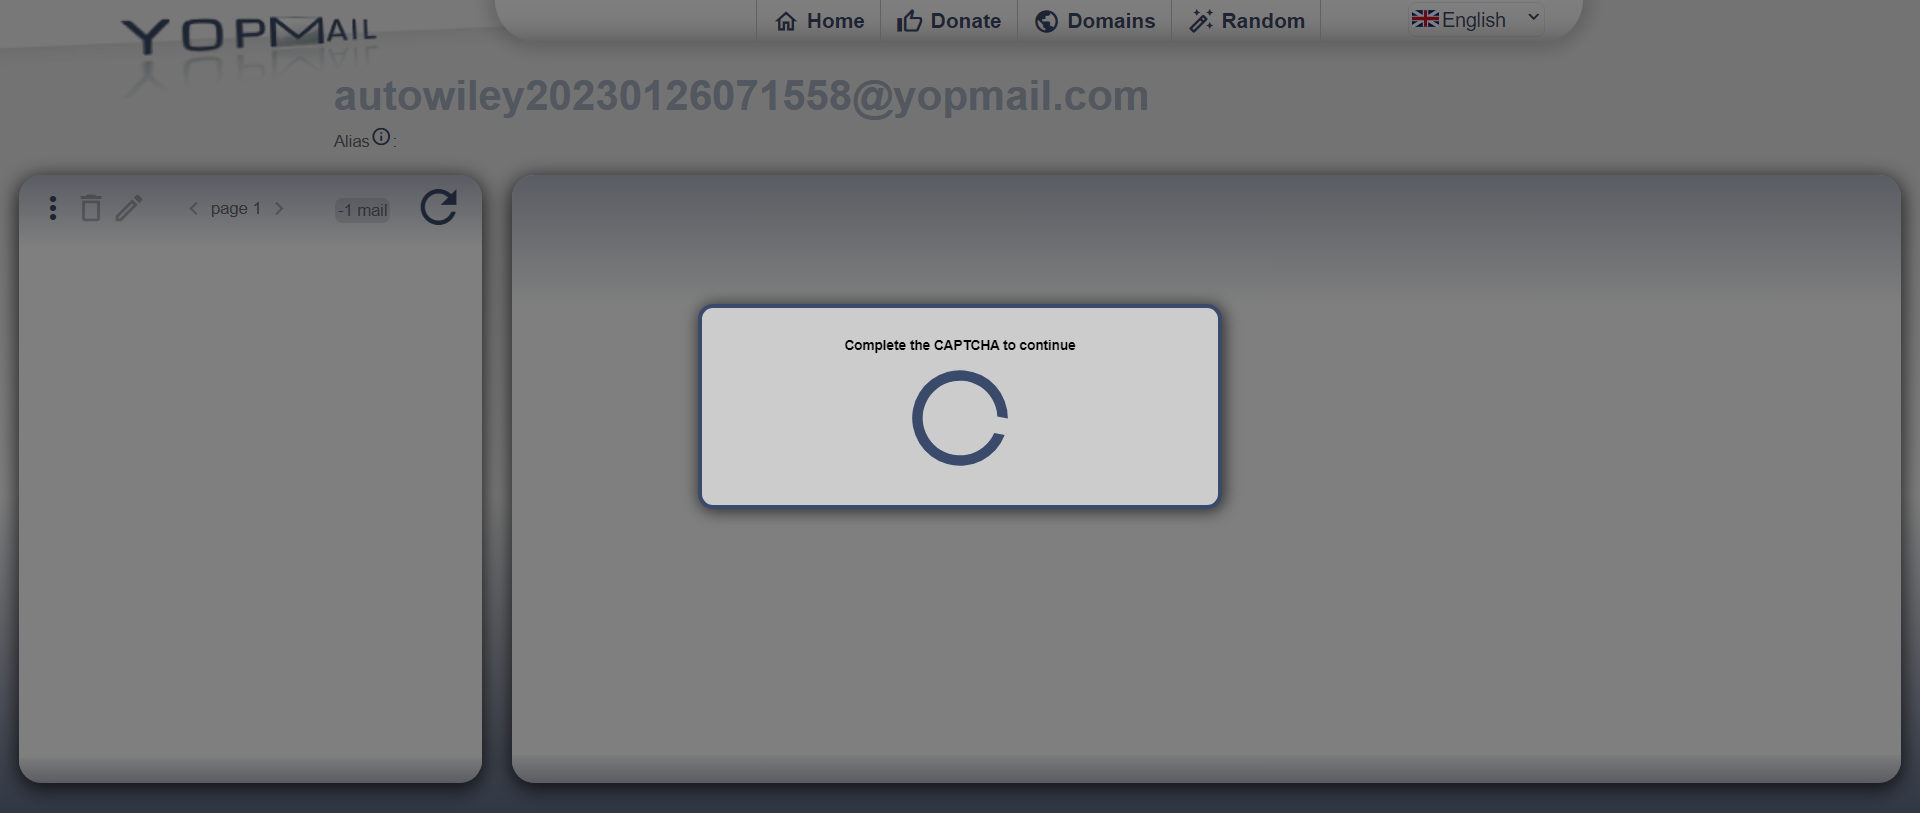 YOPMAIL
Home
Donate
Domains
Random
English
autowiley20230126071558@yopmail.com
Alias :
page 1
-1 mail
Complete the CAPTCHA to continue